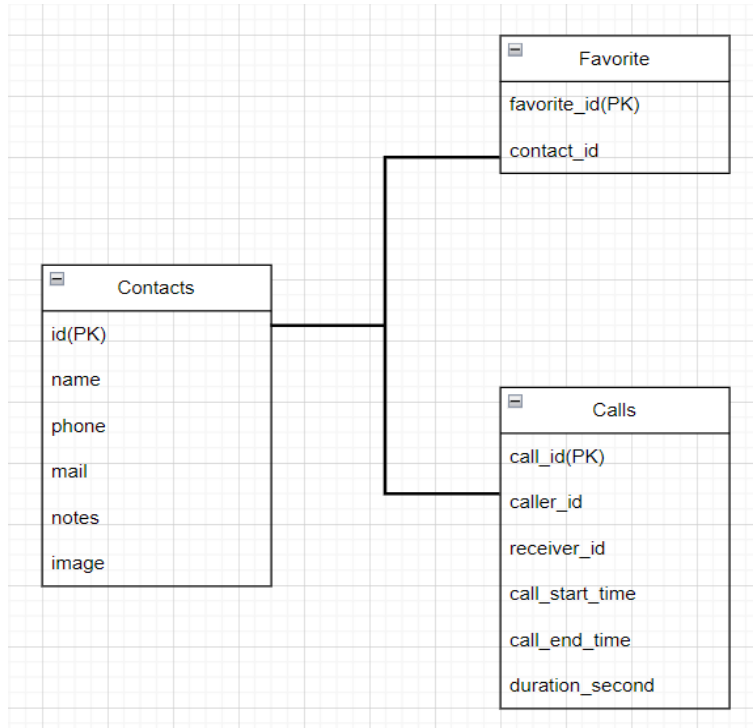 Favorite
favorite_id(PK)
contact_id
Contacts
id(PK)
name
phone
mail
notes
image
Calls
call_id(PK)
caller_id
receiver_id
call_start_time
call_end_time
duration_second